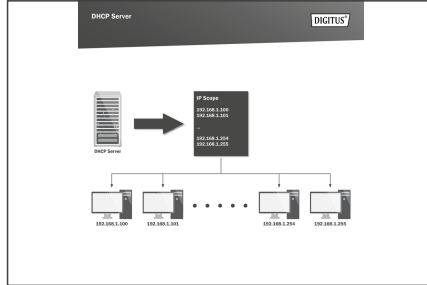 DHCP Server
DIGITUS®
IP Scope
192.168.1.100
192.168.1.101
...
192.168.1.254
192.168.1.255
DHCP Server
192.168.1.100
192.168.1.101
192.168.1.254
192.168.1.255